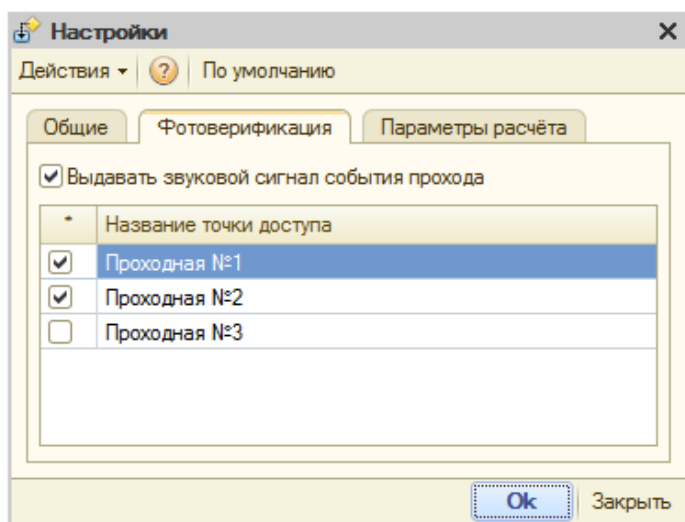 Настройки
Действия ? По умолчанию
Общие Фотоверификация Параметры расчёта
Выдавать звуковой сигнал события прохода
* Название точки доступа
Проходная №1
Проходная №2
Проходная №3
Ok Закрыть